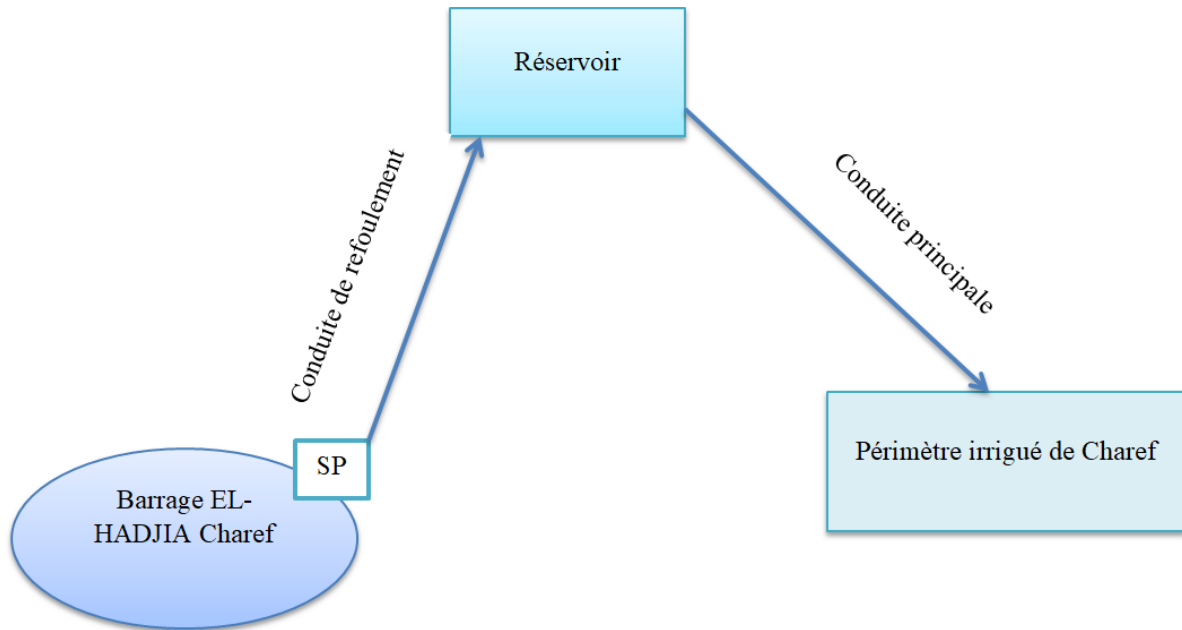 Réservoir
Conduite de refoulement
Conduite principale
SP
Barrage EL-
HADJIA Charef
Périmètre irrigué de Charef